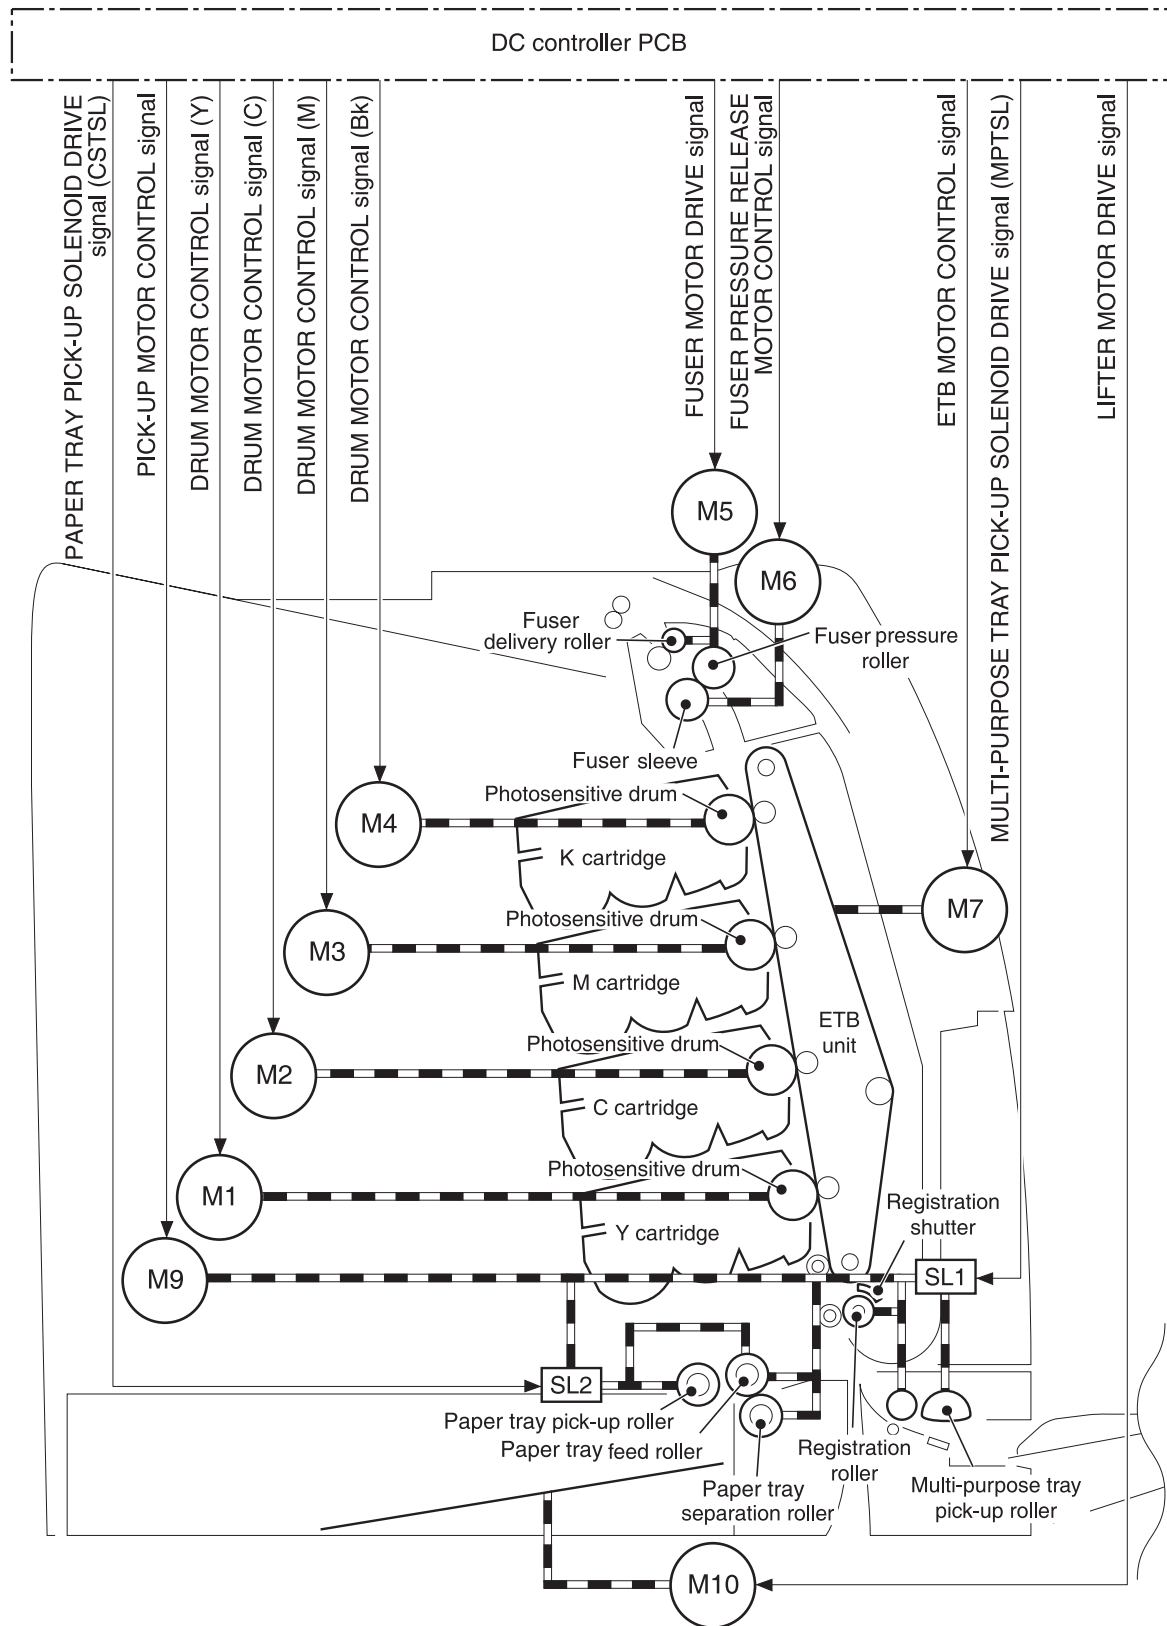 DC controller PCB
PAPER TRAY PICK-UP SOLENOID DRIVE
signal (CSTSL)
PICK-UP MOTOR CONTROL signal
DRUM MOTOR CONTROL signal (Y)
DRUM MOTOR CONTROL signal (C)
DRUM MOTOR CONTROL signal (M)
DRUM MOTOR CONTROL signal (Bk)
FUSER MOTOR DRIVE signal
FUSER PRESSURE RELEASE
MOTOR CONTROL signal
ETB MOTOR CONTROL signal
MULTI-PURPOSE TRAY PICK-UP SOLENOID DRIVE signal (MPTSL)
LIFTER MOTOR DRIVE signal
M5
M6
Fuser
delivery roller
Fuser pressure
roller
Fuser sleeve
Photosensitive drum
M4
K cartridge
M7
Photosensitive drum
M3
M cartridge
ETB
unit
Photosensitive drum
M2
C cartridge
Photosensitive drum
M1
Registration
shutter
Y cartridge
M9
SL1
SL2
Paper tray pick-up roller
Paper tray feed roller
Registration
roller
Paper tray
separation roller
Multi-purpose tray
pick-up roller
M10